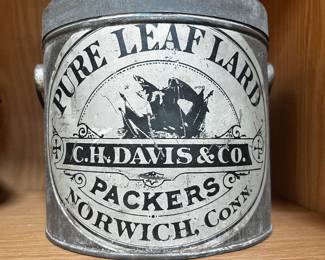 PURE LEAF LARD
C.H. DAVIS & CO.
PACKERS
NORWICH, CONN.